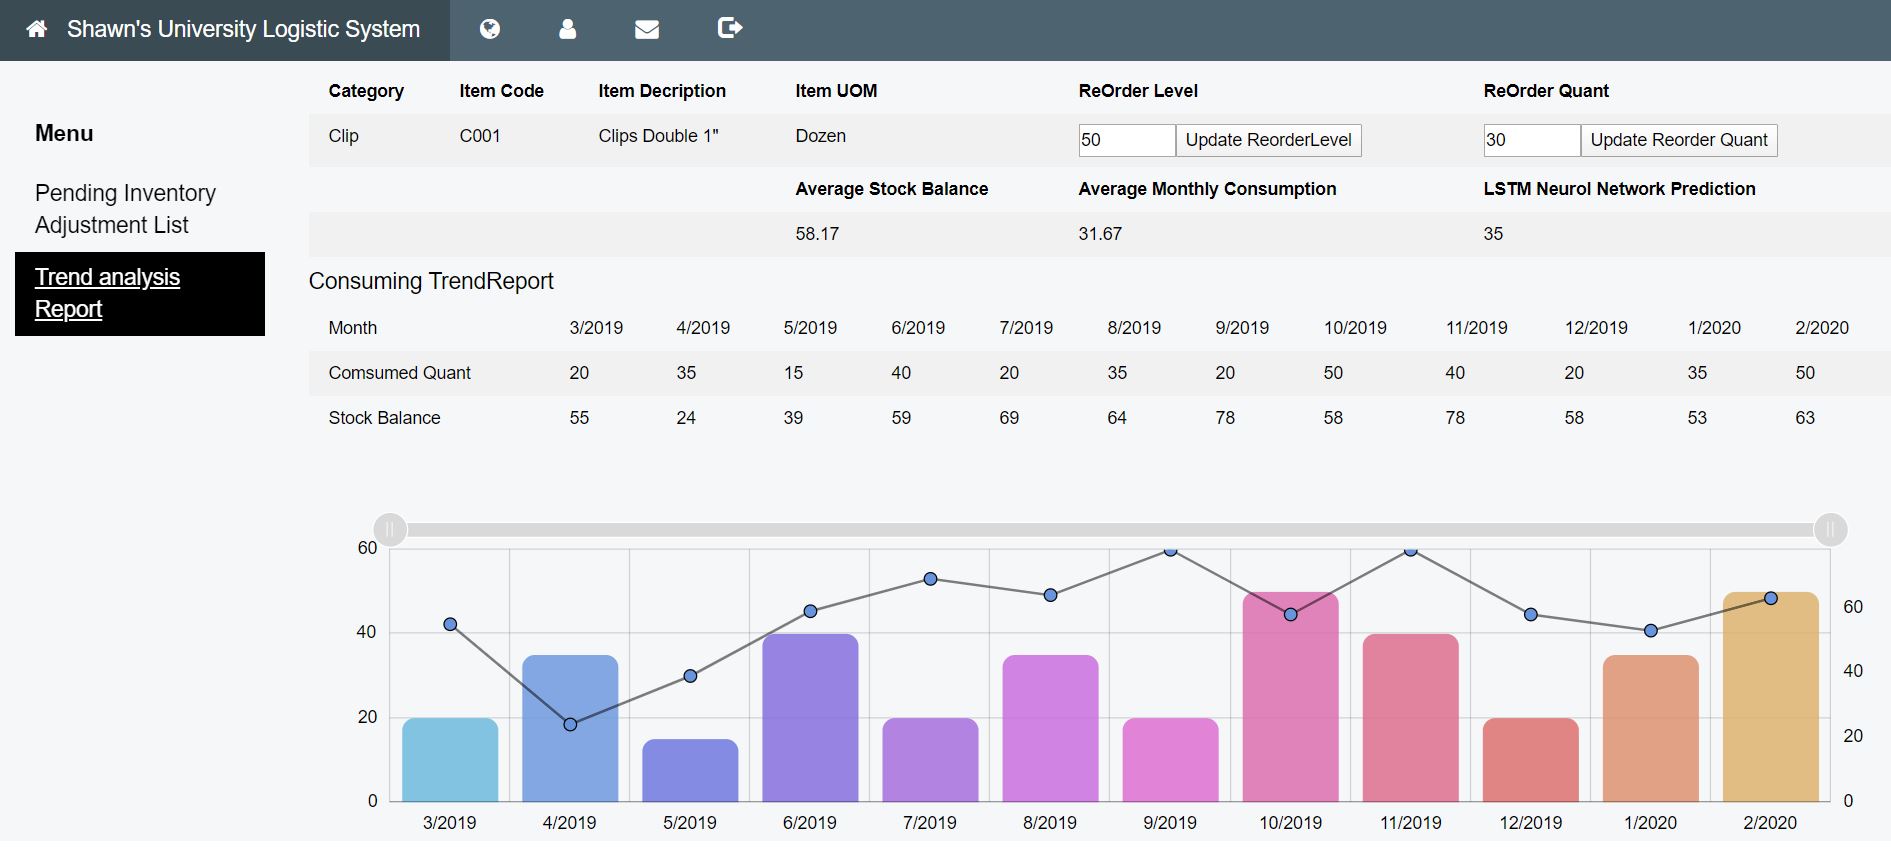 Shawn's University Logistic System
Menu
Pending Inventory
Adjustment List
Trend analysis
Report
Category Item Code Item Decription Item UOM ReOrder Level ReOrder Quant
Clip C001 Clips Double 1" Dozen 50 Update ReorderLevel 30 Update Reorder Quant
Average Stock Balance Average Monthly Consumption LSTM Neurol Network Prediction
58.17 31.67 35
Consuming TrendReport
Month 3/2019 4/2019 5/2019 6/2019 7/2019 8/2019 9/2019 10/2019 11/2019 12/2019 1/2020 2/2020
Comsumed Quant 20 35 15 40 20 35 20 50 40 20 35 50
Stock Balance 55 24 39 59 69 64 78 58 78 58 53 63
60
40
20
0
60
40
20
0
3/2019 4/2019 5/2019 6/2019 7/2019 8/2019 9/2019 10/2019 11/2019 12/2019 1/2020 2/2020